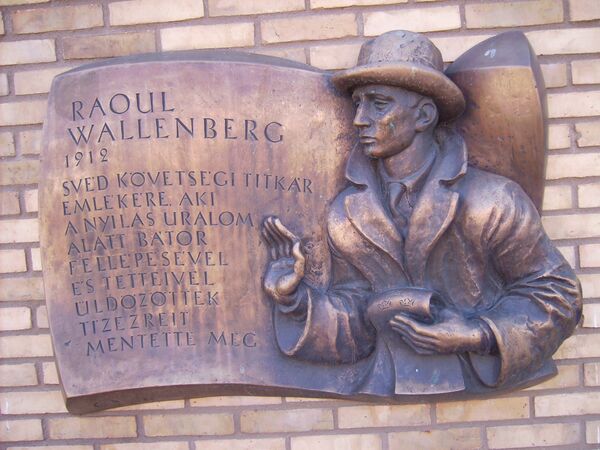 RAOUL
WALLENBERG
1912
SVÉD KÖVETSÉGI TITKÁR
EMLÉKÉRE, AKI
A NYILAS URALOM
ALATT BÁTOR
FELLÉPÉSÉVEL
ÉS TETTEIVEL
ÜLDÖZÖTTEK
TÍZEZREIT
MENTETTE MEG